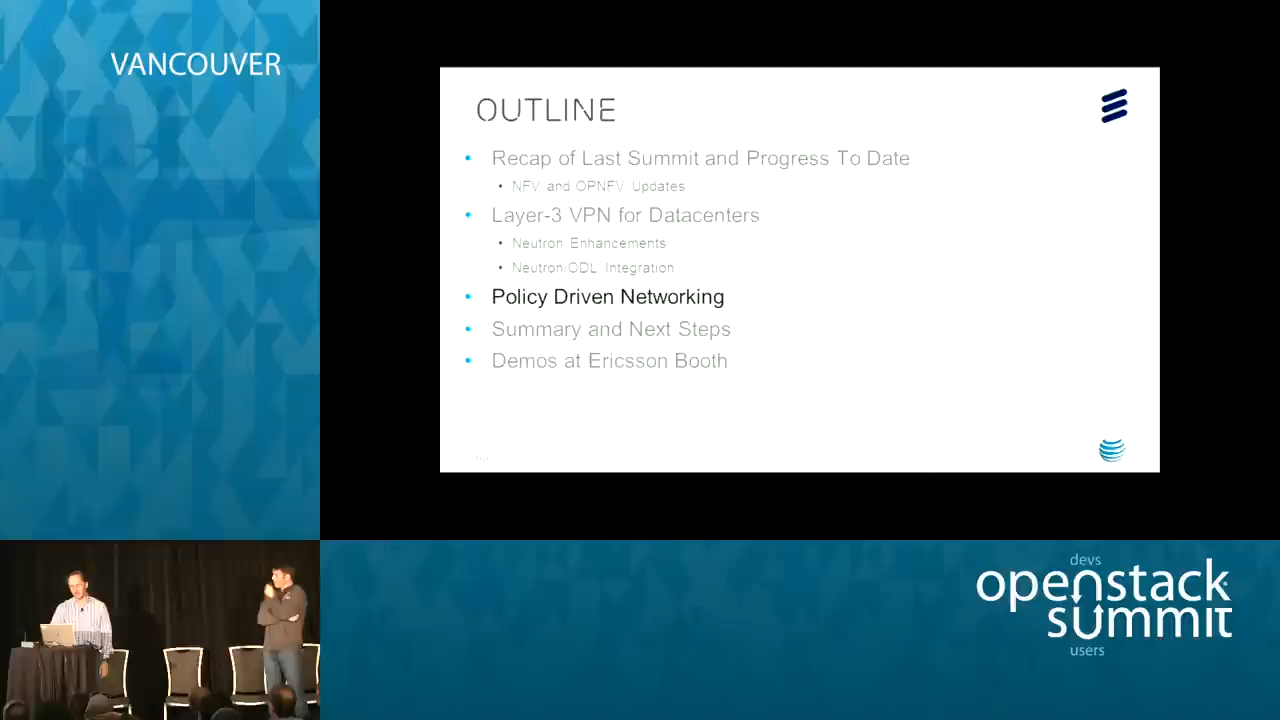 VANCOUVER
OUTLINE
• Recap of Last Summit and Progress To Date
• NFV and OPNFV Updates
• Layer-3 VPN for Datacenters
• Neutron Enhancements
• Neutron/ODL Integration
• Policy Driven Networking
• Summary and Next Steps
• Demos at Ericsson Booth
devs
openstack
summit
users